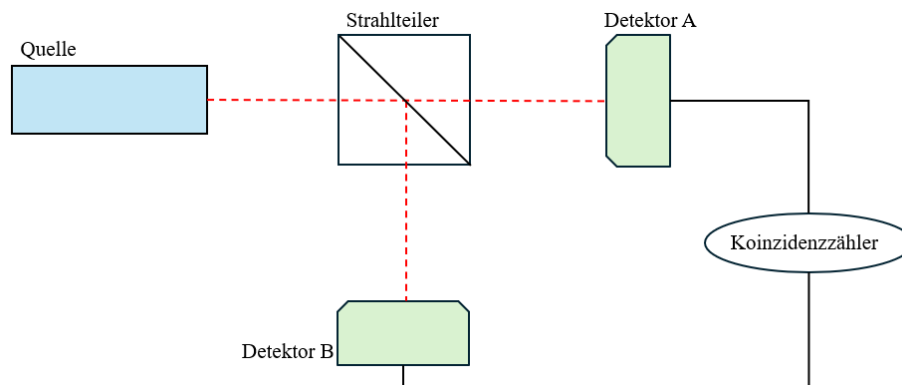 Strahlteiler
Detektor A
Quelle
Koinzidenzzähler
Detektor B